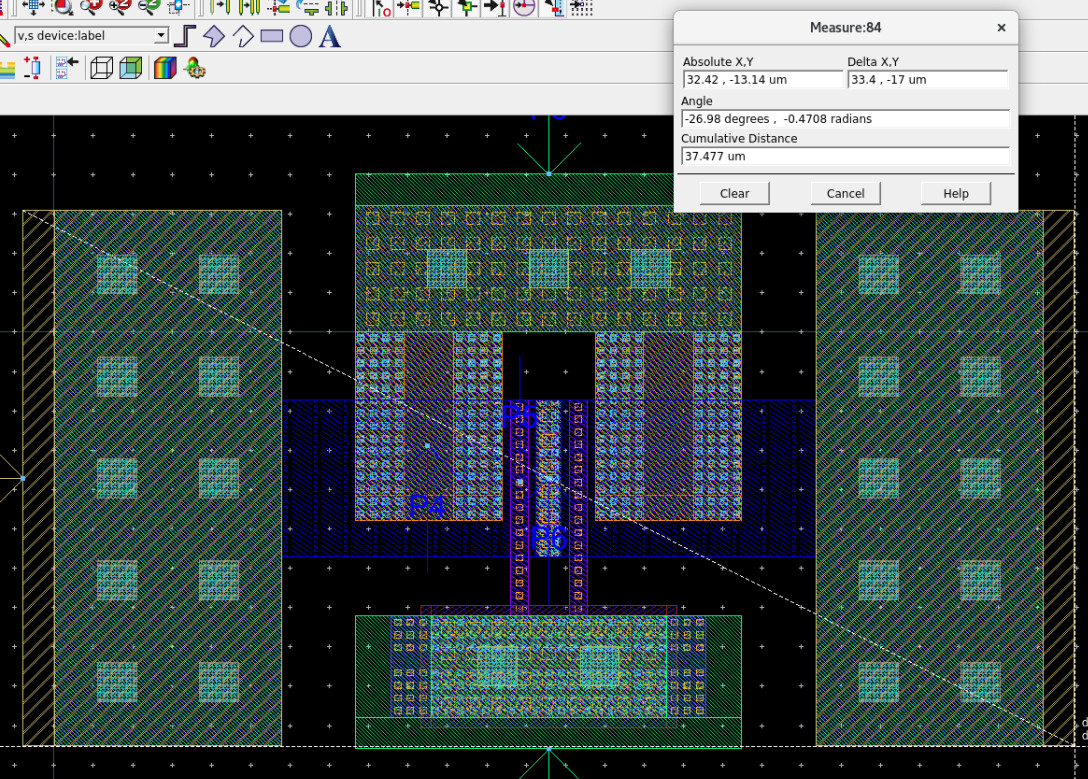 v,s device:label
A
Measure:84
Absolute X,Y
Delta X,Y
32.42 , -13.14 um
33.4 , -17 um
Angle
-26.98 degrees ,  -0.4708 radians
Cumulative Distance
37.477 um
Clear
Cancel
Help
P4
d
d